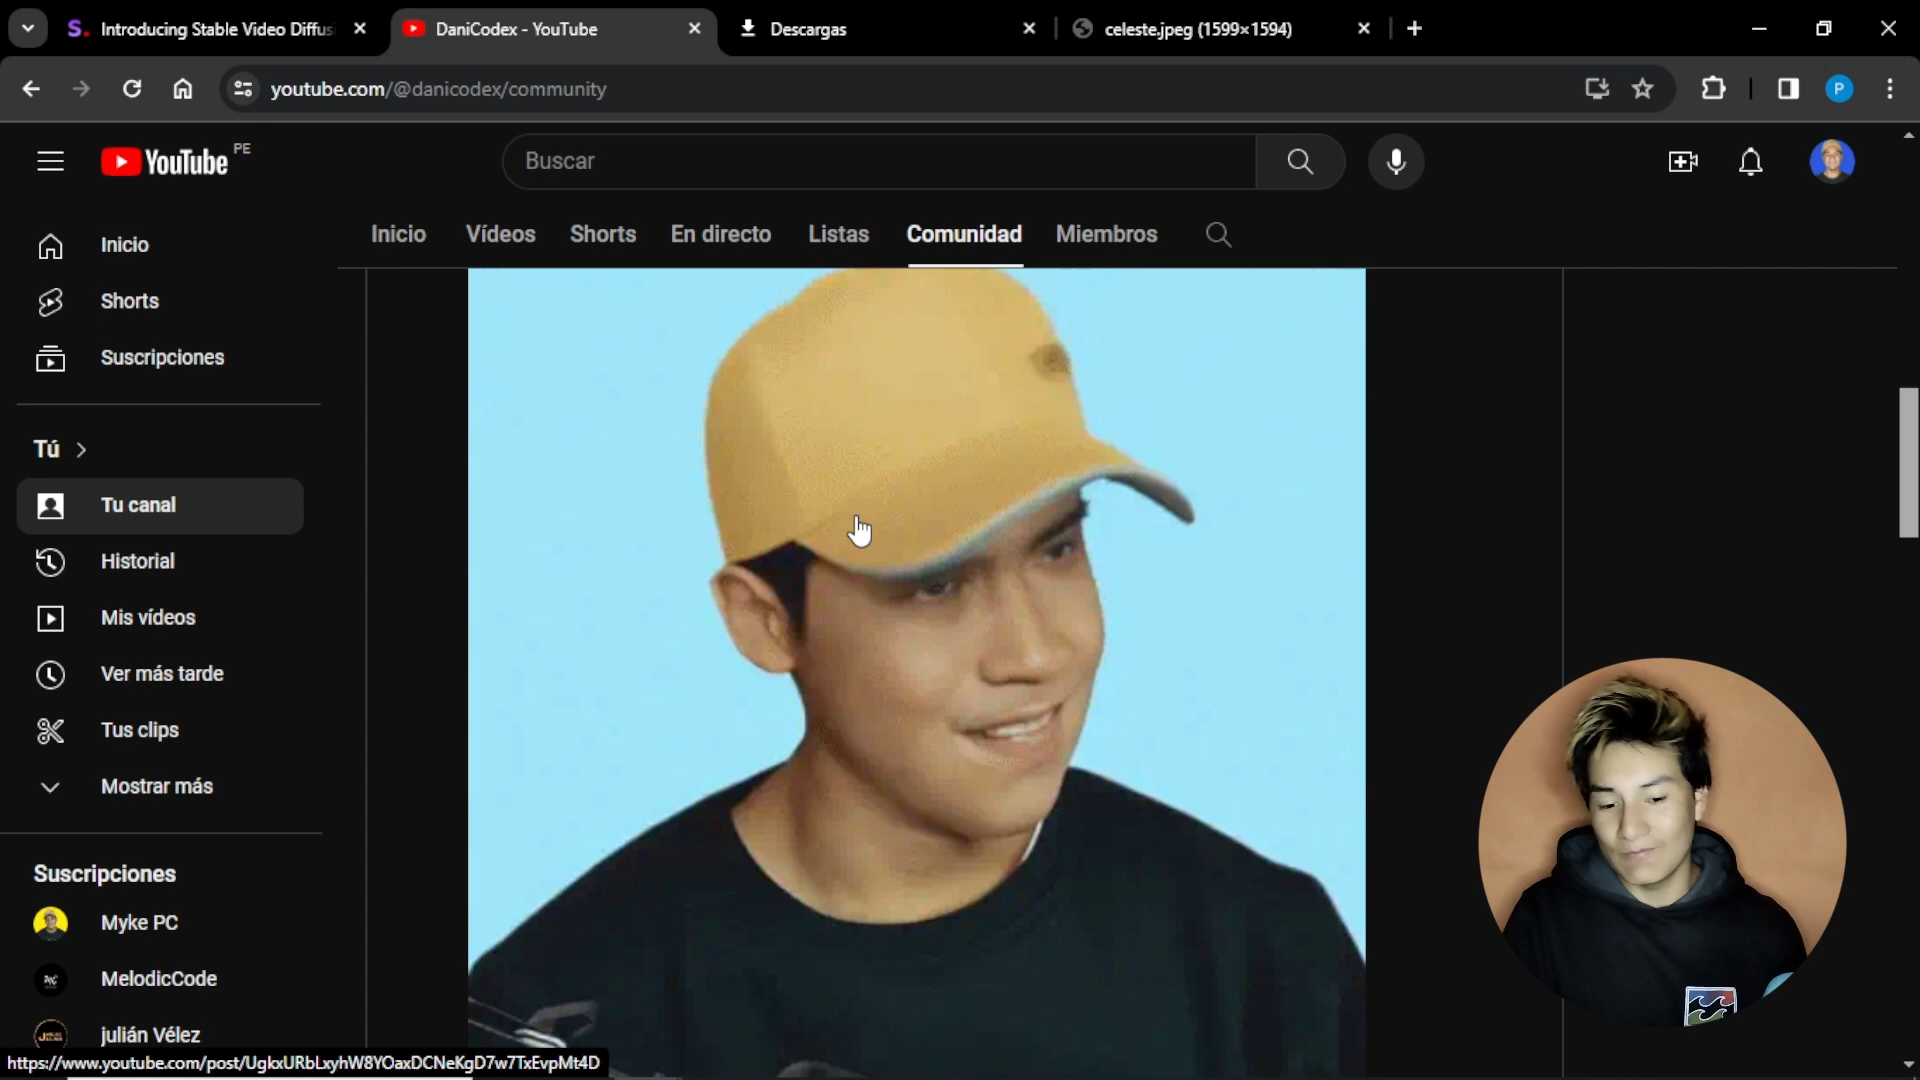 Introducing Stable Video Diffus
DaniCodex - YouTube
Descargas
celeste.jpeg (1599×1594)
youtube.com/@danicodex/community
P
YouTube PE
Buscar
Inicio
Vídeos
Shorts
En directo
Listas
Comunidad
Miembros
Inicio
Shorts
Suscripciones
Tú
Tu canal
Historial
Mis vídeos
Ver más tarde
Tus clips
Mostrar más
Suscripciones
Myke PC
MelodicCode
julián Vélez
https://www.youtube.com/post/UgkxURbLxyhW8YOaxDCNeKgD7w7TxEvpMt4D